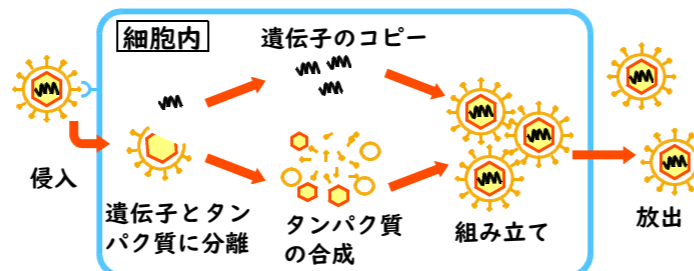 細胞内
遺伝子のコピー
侵入
遺伝子とタン
パク質に分離
タンパク質
の合成
組み立て
放出